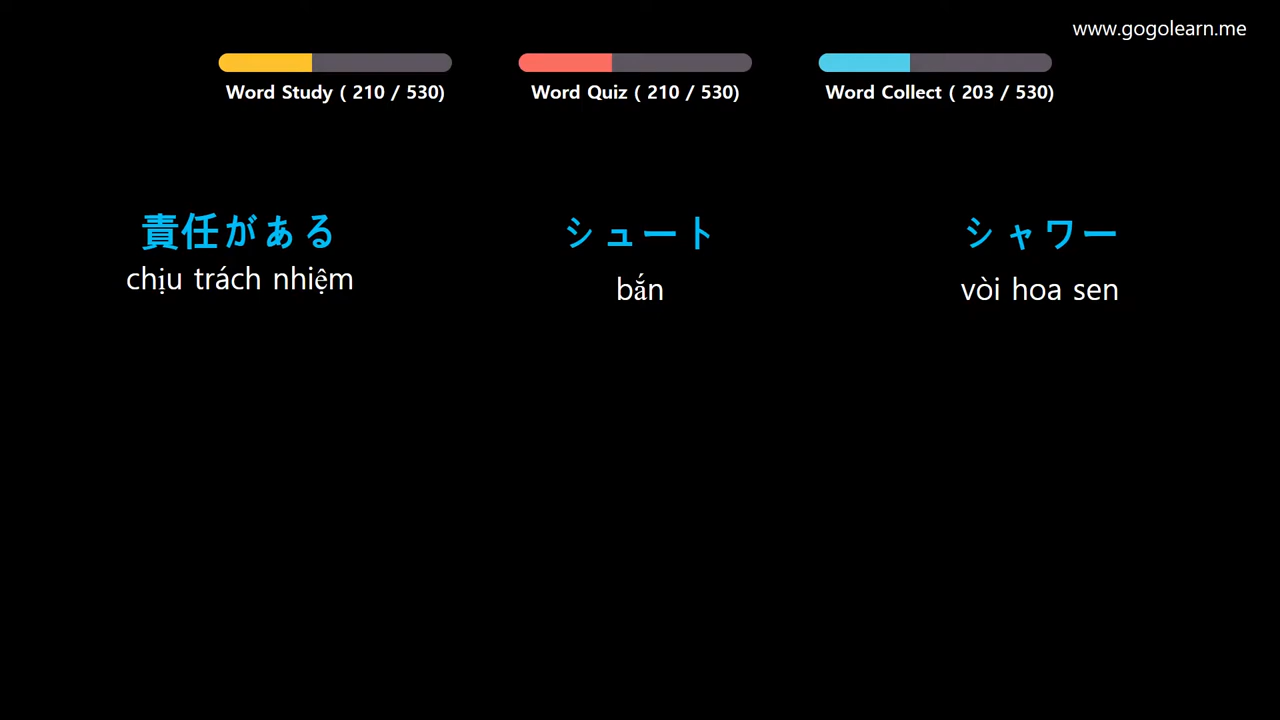 www.gogolearn.me
Word Study ( 210 / 530)
Word Quiz ( 210 / 530)
Word Collect ( 203 / 530)
責任がある
chịu trách nhiệm
シュート
bắn
シャワー
vòi hoa sen